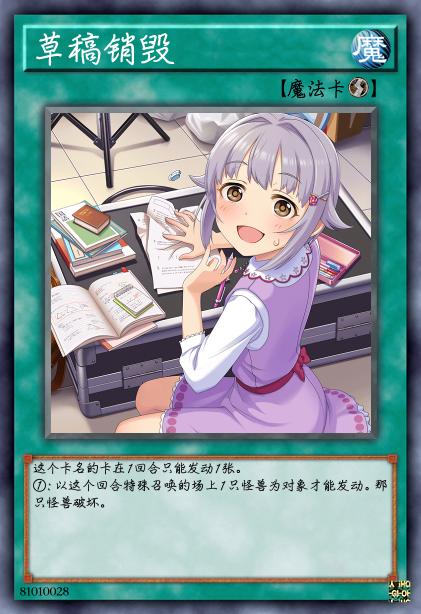 草稿销毁
魔
【魔法卡】
这个卡名的卡在1回合只能发动1张。
①:以这个回合特殊召唤的场上1只怪兽为对象才能发动。那
只怪兽破坏。
81010028